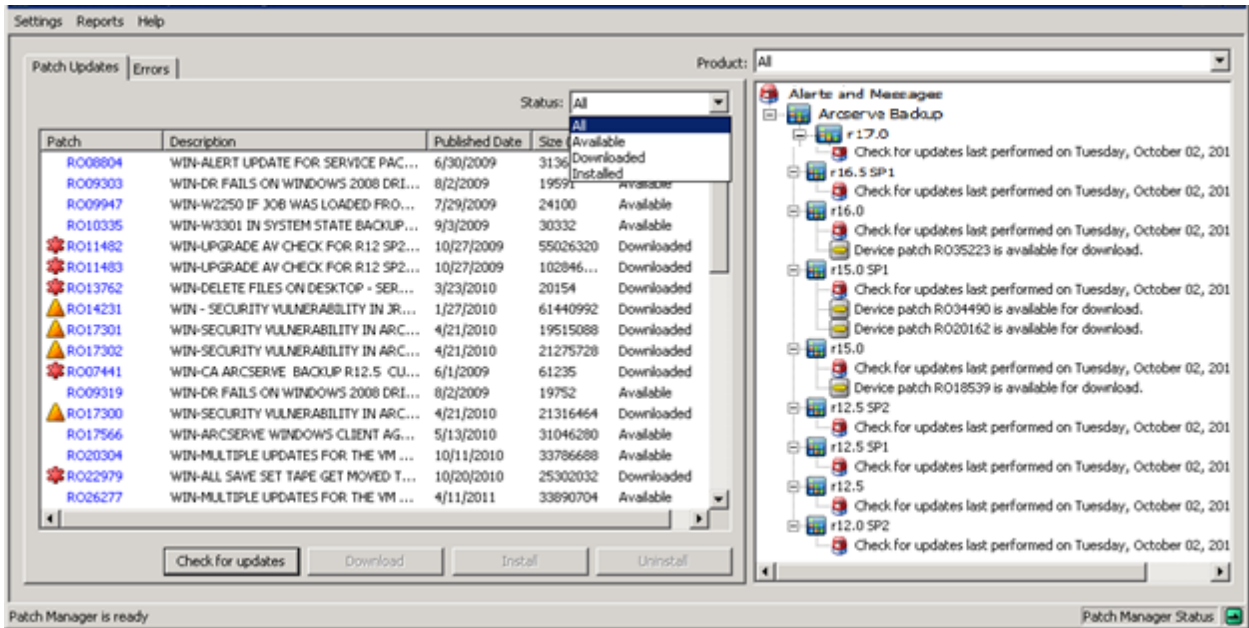 Settings Reports Help
Patch Updates Errors
Product: All
Status: All
All
Available
Downloaded
Installed
Patch Description Published Date Size (
RO08804 WIN-ALERT UPDATE FOR SERVICE PAC... 6/30/2009 3136
RO09303 WIN-DR FAILS ON WINDOWS 2008 DRI... 8/2/2009 19591 Available
RO09947 WIN-W2250 IF JOB WAS LOADED FRO... 7/29/2009 24100 Available
RO10335 WIN-W3301 IN SYSTEM STATE BACKUP... 9/3/2009 30332 Available
RO11482 WIN-UPGRADE AV CHECK FOR R12 SP2... 10/27/2009 55026320 Downloaded
RO11483 WIN-UPGRADE AV CHECK FOR R12 SP2... 10/27/2009 102846... Downloaded
RO13762 WIN-DELETE FILES ON DESKTOP - SER... 3/23/2010 20154 Downloaded
RO14231 WIN - SECURITY VULNERABILITY IN JR... 1/27/2010 61440992 Downloaded
RO17301 WIN-SECURITY VULNERABILITY IN ARC... 4/21/2010 19515088 Downloaded
RO17302 WIN-SECURITY VULNERABILITY IN ARC... 4/21/2010 21275728 Downloaded
RO07441 WIN-CA ARCSERVE BACKUP R12.5 CU... 6/1/2009 61235 Downloaded
RO09319 WIN-DR FAILS ON WINDOWS 2008 DRI... 8/2/2009 19752 Available
RO17300 WIN-SECURITY VULNERABILITY IN ARC... 4/21/2010 21316464 Downloaded
RO17566 WIN-ARCSERVE WINDOWS CLIENT AG... 5/13/2010 31046280 Available
RO20304 WIN-MULTIPLE UPDATES FOR THE VM ... 10/11/2010 33786688 Available
RO22979 WIN-ALL SAVE SET TAPE GET MOVED T... 10/20/2010 25302032 Downloaded
RO26277 WIN-MULTIPLE UPDATES FOR THE VM ... 4/11/2011 33890704 Available
Check for updates Download Install Uninstall
Alerts and Messages
Arcserve Backup
r17.0
Check for updates last performed on Tuesday, October 02, 201
r16.5 SP1
Check for updates last performed on Tuesday, October 02, 201
r16.0
Check for updates last performed on Tuesday, October 02, 201
Device patch RO35223 is available for download.
r15.0 SP1
Check for updates last performed on Tuesday, October 02, 201
Device patch RO34490 is available for download.
Device patch RO20162 is available for download.
r15.0
Check for updates last performed on Tuesday, October 02, 201
Device patch RO18539 is available for download.
r12.5 SP2
Check for updates last performed on Tuesday, October 02, 201
r12.5 SP1
Check for updates last performed on Tuesday, October 02, 201
r12.5
Check for updates last performed on Tuesday, October 02, 201
r12.0 SP2
Check for updates last performed on Tuesday, October 02, 201
Patch Manager is ready
Patch Manager Status